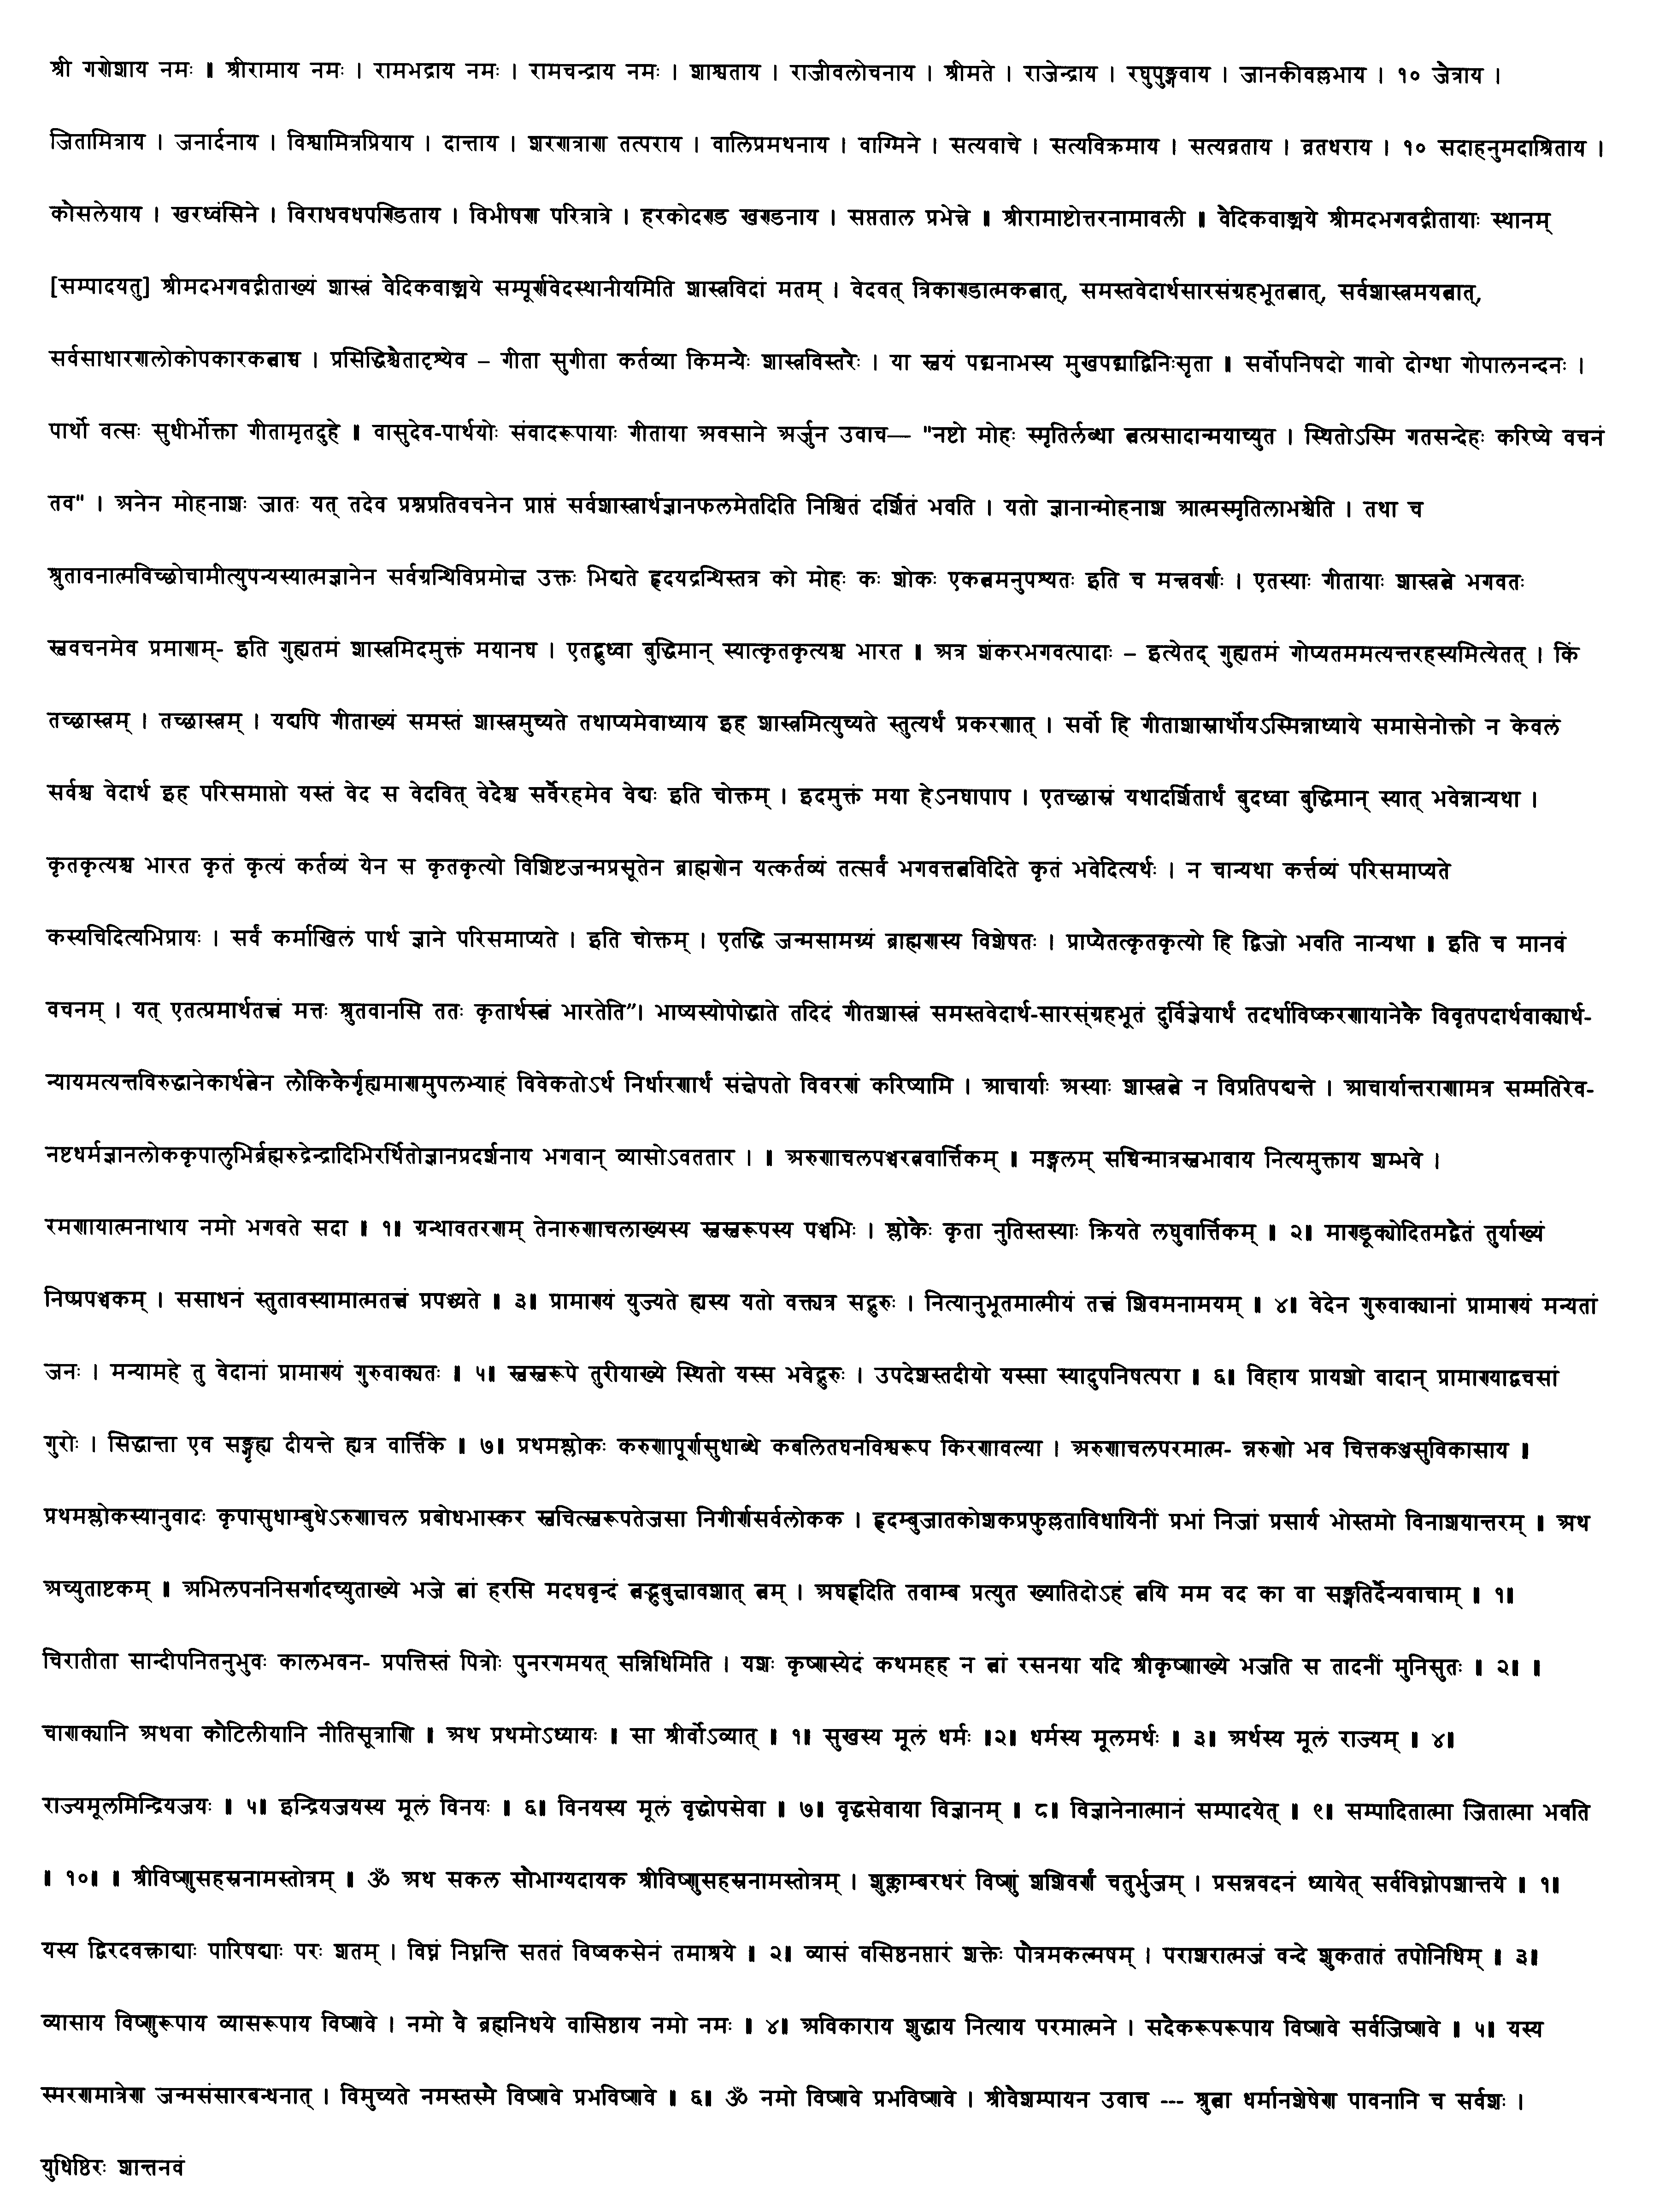 श्री गणेशाय नमः ॥ श्रीरामाय नमः । रामभद्राय नमः । रामचन्द्राय नमः । शाश्वताय । राजीवलोचनाय । श्रीमते । राजेन्द्राय । रघुपुङ्गवाय । जानकीवल्लभाय । १० जैत्राय ।
जितामित्राय । जनार्दनाय । विश्वामित्रप्रियाय । दान्ताय । शरणत्राण तत्पराय । वालिप्रमथनाय । वाग्मिने । सत्यवाचे । सत्यविक्रमाय । सत्यव्रताय । व्रतधराय । १० सदाहनुमदाश्रिताय ।
कौसलेयाय । खरध्वंसिने । विराधवधपण्डिताय । विभीषण परित्रात्रे । हरकोदण्ड खण्डनाय । सप्तताल प्रभेत्त्रे ॥ श्रीरामाष्टोत्तरनामावली ॥ वैदिकवाङ्मये श्रीमदभगवद्गीतायाः स्थानम्
[सम्पादयतु] श्रीमदभगवद्गीताख्यं शास्त्रं वैदिकवाङ्मये सम्पूर्णवेदस्थानीयमिति शास्त्रविदां मतम् । वेदवत् त्रिकाण्डात्मकत्वात्, समस्तवेदार्थसारसंग्रहभूतत्वात्, सर्वशास्त्रमयत्वात्,
सर्वसाधारणलोकोपकारकत्वाच्च । प्रसिद्धिश्चैतादृश्येव – गीता सुगीता कर्तव्या किमन्यैः शास्त्रविस्तरैः । या स्वयं पद्मनाभस्य मुखपद्माद्विनिःसृता ॥ सर्वोपनिषदो गावो दोग्धा गोपालनन्दनः ।
पार्थो वत्सः सुधीर्भोक्ता गीतामृतदुहे ॥ वासुदेव-पार्थयोः संवादरूपायाः गीताया अवसाने अर्जुन उवाच— "नष्टो मोहः स्मृतिर्लब्धा त्वत्प्रसादान्मयाच्युत । स्थितोऽस्मि गतसन्देहः करिष्ये वचनं
तव" । अनेन मोहनाशः जातः यत् तदेव प्रश्नप्रतिवचनेन प्राप्तं सर्वशास्त्रार्थज्ञानफलमेतदिति निश्चितं दर्शितं भवति । यतो ज्ञानान्मोहनाश आत्मस्मृतिलाभश्चेति । तथा च
श्रुतावनात्मविच्छोचामीत्युपन्यस्यात्मज्ञानेन सर्वग्रन्थिविप्रमोक्ष उक्तः भिद्यते हृदयद्रन्थिस्तत्र को मोहः कः शोकः एकत्वमनुपश्यतः इति च मन्त्रवर्णः । एतस्याः गीतायाः शास्त्रत्वे भगवतः
स्ववचनमेव प्रमाणम्- इति गुह्यतमं शास्त्रमिदमुक्तं मयानघ । एतद्बुध्वा बुद्धिमान् स्यात्कृतकृत्यश्च भारत ॥ अत्र शंकरभगवत्पादाः – इत्येतद् गुह्यतमं गोप्यतममत्यन्तरहस्यमित्येतत् । किं
तच्छास्त्रम् । तच्छास्त्रम् । यद्यपि गीताख्यं समस्तं शास्त्रमुच्यते तथाप्यमेवाध्याय इह शास्त्रमित्युच्यते स्तुत्यर्थं प्रकरणात् । सर्वो हि गीताशास्रार्थोयऽस्मिन्नाध्याये समासेनोक्तो न केवलं
सर्वश्च वेदार्थ इह परिसमाप्तो यस्तं वेद स वेदवित् वेदैश्च सर्वैरहमेव वेद्यः इति चोक्तम् । इदमुक्तं मया हेऽनघापाप । एतच्छास्रं यथादर्शितार्थं बुदध्वा बुद्धिमान् स्यात् भवेन्नान्यथा ।
कृतकृत्यश्च भारत कृतं कृत्यं कर्तव्यं येन स कृतकृत्यो विशिष्टजन्मप्रसूतेन ब्राह्मणेन यत्कर्तव्यं तत्सर्वं भगवत्तत्वविदिते कृतं भवेदित्यर्थः । न चान्यथा कर्त्तव्यं परिसमाप्यते
कस्यचिदित्यभिप्रायः । सर्वं कर्माखिलं पार्थ ज्ञाने परिसमाप्यते । इति चोक्तम् । एतद्धि जन्मसामग्र्यं ब्राह्मणस्य विशेषतः । प्राप्यैतत्कृतकृत्यो हि द्विजो भवति नान्यथा ॥ इति च मानवं
वचनम् । यत् एतत्प्रमार्थतत्त्वं मत्तः श्रुतवानसि ततः कृतार्थस्त्वं भारतेति”। भाष्यस्योपोद्घाते तदिदं गीतशास्त्रं समस्तवेदार्थ-सारस्ंग्रहभूतं दुर्विज्ञेयार्थं तदर्थाविष्करणायानेकै विवृतपदार्थवाक्यार्थ-
न्यायमत्यन्तविरुद्धानेकार्थत्वेन लौकिकैर्गृह्यमाणमुपलभ्याहं विवेकतोऽर्थ निर्धारणार्थं संक्षेपतो विवरणं करिष्यामि । आचार्याः अस्याः शास्त्रत्वे न विप्रतिपद्यन्ते । आचार्यान्तराणामत्र सम्मतिरेव-
नष्टधर्मज्ञानलोककृपालुभिर्ब्रह्मरुद्रेन्द्रादिभिरर्थितोज्ञानप्रदर्शनाय भगवान् व्यासोऽवततार । ॥ अरुणाचलपञ्चरत्नवार्त्तिकम् ॥ मङ्गलम् सच्चिन्मात्रस्वभावाय नित्यमुक्ताय शम्भवे ।
रमणायात्मनाथाय नमो भगवते सदा ॥ १॥ ग्रन्थावतरणम् तेनारुणाचलाख्यस्य स्वस्वरूपस्य पञ्चभिः । श्लोकैः कृता नुतिस्तस्याः क्रियते लघुवार्त्तिकम् ॥ २॥ माण्डूक्योदितमद्वैतं तुर्याख्यं
निष्प्रपञ्चकम् । ससाधनं स्तुतावस्यामात्मतत्त्वं प्रपञ्च्यते ॥ ३॥ प्रामाण्यं युज्यते ह्यस्य यतो वक्त्यत्र सद्गुरुः । नित्यानुभूतमात्मीयं तत्त्वं शिवमनामयम् ॥ ४॥ वेदेन गुरुवाक्यानां प्रामाण्यं मन्यतां
जनः । मन्यामहे तु वेदानां प्रामाण्यं गुरुवाक्यतः ॥ ५॥ स्वस्वरूपे तुरीयाख्ये स्थितो यस्स भवेद्गुरुः । उपदेशस्तदीयो यस्सा स्यादुपनिषत्परा ॥ ६॥ विहाय प्रायशो वादान् प्रामाण्याद्वचसां
गुरोः । सिद्धान्ता एव सङ्गृह्य दीयन्ते ह्यत्र वार्त्तिके ॥ ७॥ प्रथमश्लोकः करुणापूर्णसुधाब्धे कबलितघनविश्वरूप किरणावल्या । अरुणाचलपरमात्म- न्नरुणो भव चित्तकञ्जसुविकासाय ॥
प्रथमश्लोकस्यानुवादः कृपासुधाम्बुधेऽरुणाचल प्रबोधभास्कर स्वचित्स्वरूपतेजसा निगीर्णसर्वलोकक । हृदम्बुजातकोशकप्रफुल्लताविधायिनीं प्रभां निजां प्रसार्य भोस्तमो विनाशयान्तरम् ॥ अथ
अच्युताष्टकम् ॥ अभिलपननिसर्गादच्युताख्ये भजे त्वां हरसि मदघबृन्दं त्वद्भुबुक्षावशात् त्वम् । अघहृदिति तवाम्ब प्रत्युत ख्यातिदोऽहं त्वयि मम वद का वा सङ्गतिर्दैन्यवाचाम् ॥ १॥
चिरातीता सान्दीपनितनुभुवः कालभवन- प्रपत्तिस्तं पित्रोः पुनरगमयत् सन्निधिमिति । यशः कृष्णस्येदं कथमहह न त्वां रसनया यदि श्रीकृष्णाख्ये भजति स तादनीं मुनिसुतः ॥ २॥ ॥
चाणक्यानि अथवा कौटिलीयानि नीतिसूत्राणि ॥ अथ प्रथमोऽध्यायः ॥ सा श्रीर्वोऽव्यात् ॥ १॥ सुखस्य मूलं धर्मः ॥२॥ धर्मस्य मूलमर्थः ॥ ३॥ अर्थस्य मूलं राज्यम् ॥ ४॥
राज्यमूलमिन्द्रियजयः ॥ ५॥ इन्द्रियजयस्य मूलं विनयः ॥ ६॥ विनयस्य मूलं वृद्धोपसेवा ॥ ७॥ वृद्धसेवाया विज्ञानम् ॥ ८॥ विज्ञानेनात्मानं सम्पादयेत् ॥ ९॥ सम्पादितात्मा जितात्मा भवति
॥ १०॥ ॥ श्रीविष्णुसहस्रनामस्तोत्रम् ॥ ॐ अथ सकल सौभाग्यदायक श्रीविष्णुसहस्रनामस्तोत्रम् । शुक्लाम्बरधरं विष्णुं शशिवर्णं चतुर्भुजम् । प्रसन्नवदनं ध्यायेत् सर्वविघ्नोपशान्तये ॥ १॥
यस्य द्विरदवक्त्राद्याः पारिषद्याः परः शतम् । विघ्नं निघ्नन्ति सततं विष्वकसेनं तमाश्रये ॥ २॥ व्यासं वसिष्ठनप्तारं शक्तेः पौत्रमकल्मषम् । पराशरात्मजं वन्दे शुकतातं तपोनिधिम् ॥ ३॥
व्यासाय विष्णुरूपाय व्यासरूपाय विष्णवे । नमो वै ब्रह्मनिधये वासिष्ठाय नमो नमः ॥ ४॥ अविकाराय शुद्धाय नित्याय परमात्मने । सदैकरूपरूपाय विष्णवे सर्वजिष्णवे ॥ ५॥ यस्य
स्मरणमात्रेण जन्मसंसारबन्धनात् । विमुच्यते नमस्तस्मै विष्णवे प्रभविष्णवे ॥ ६॥ ॐ नमो विष्णवे प्रभविष्णवे । श्रीवैशम्पायन उवाच --- श्रुत्वा धर्मानशेषेण पावनानि च सर्वशः ।
युधिष्ठिरः शान्तनवं